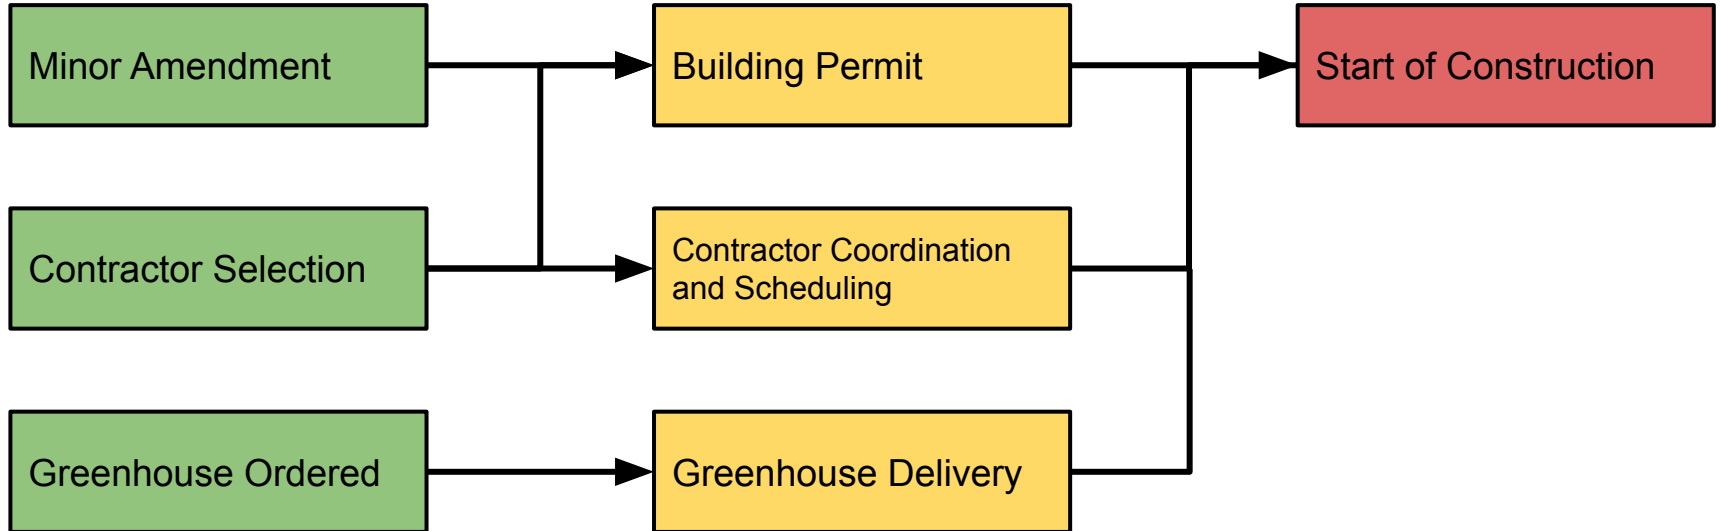 Minor Amendment
Building Permit
Start of Construction
Contractor Selection
Contractor Coordination
and Scheduling
Greenhouse Ordered
Greenhouse Delivery